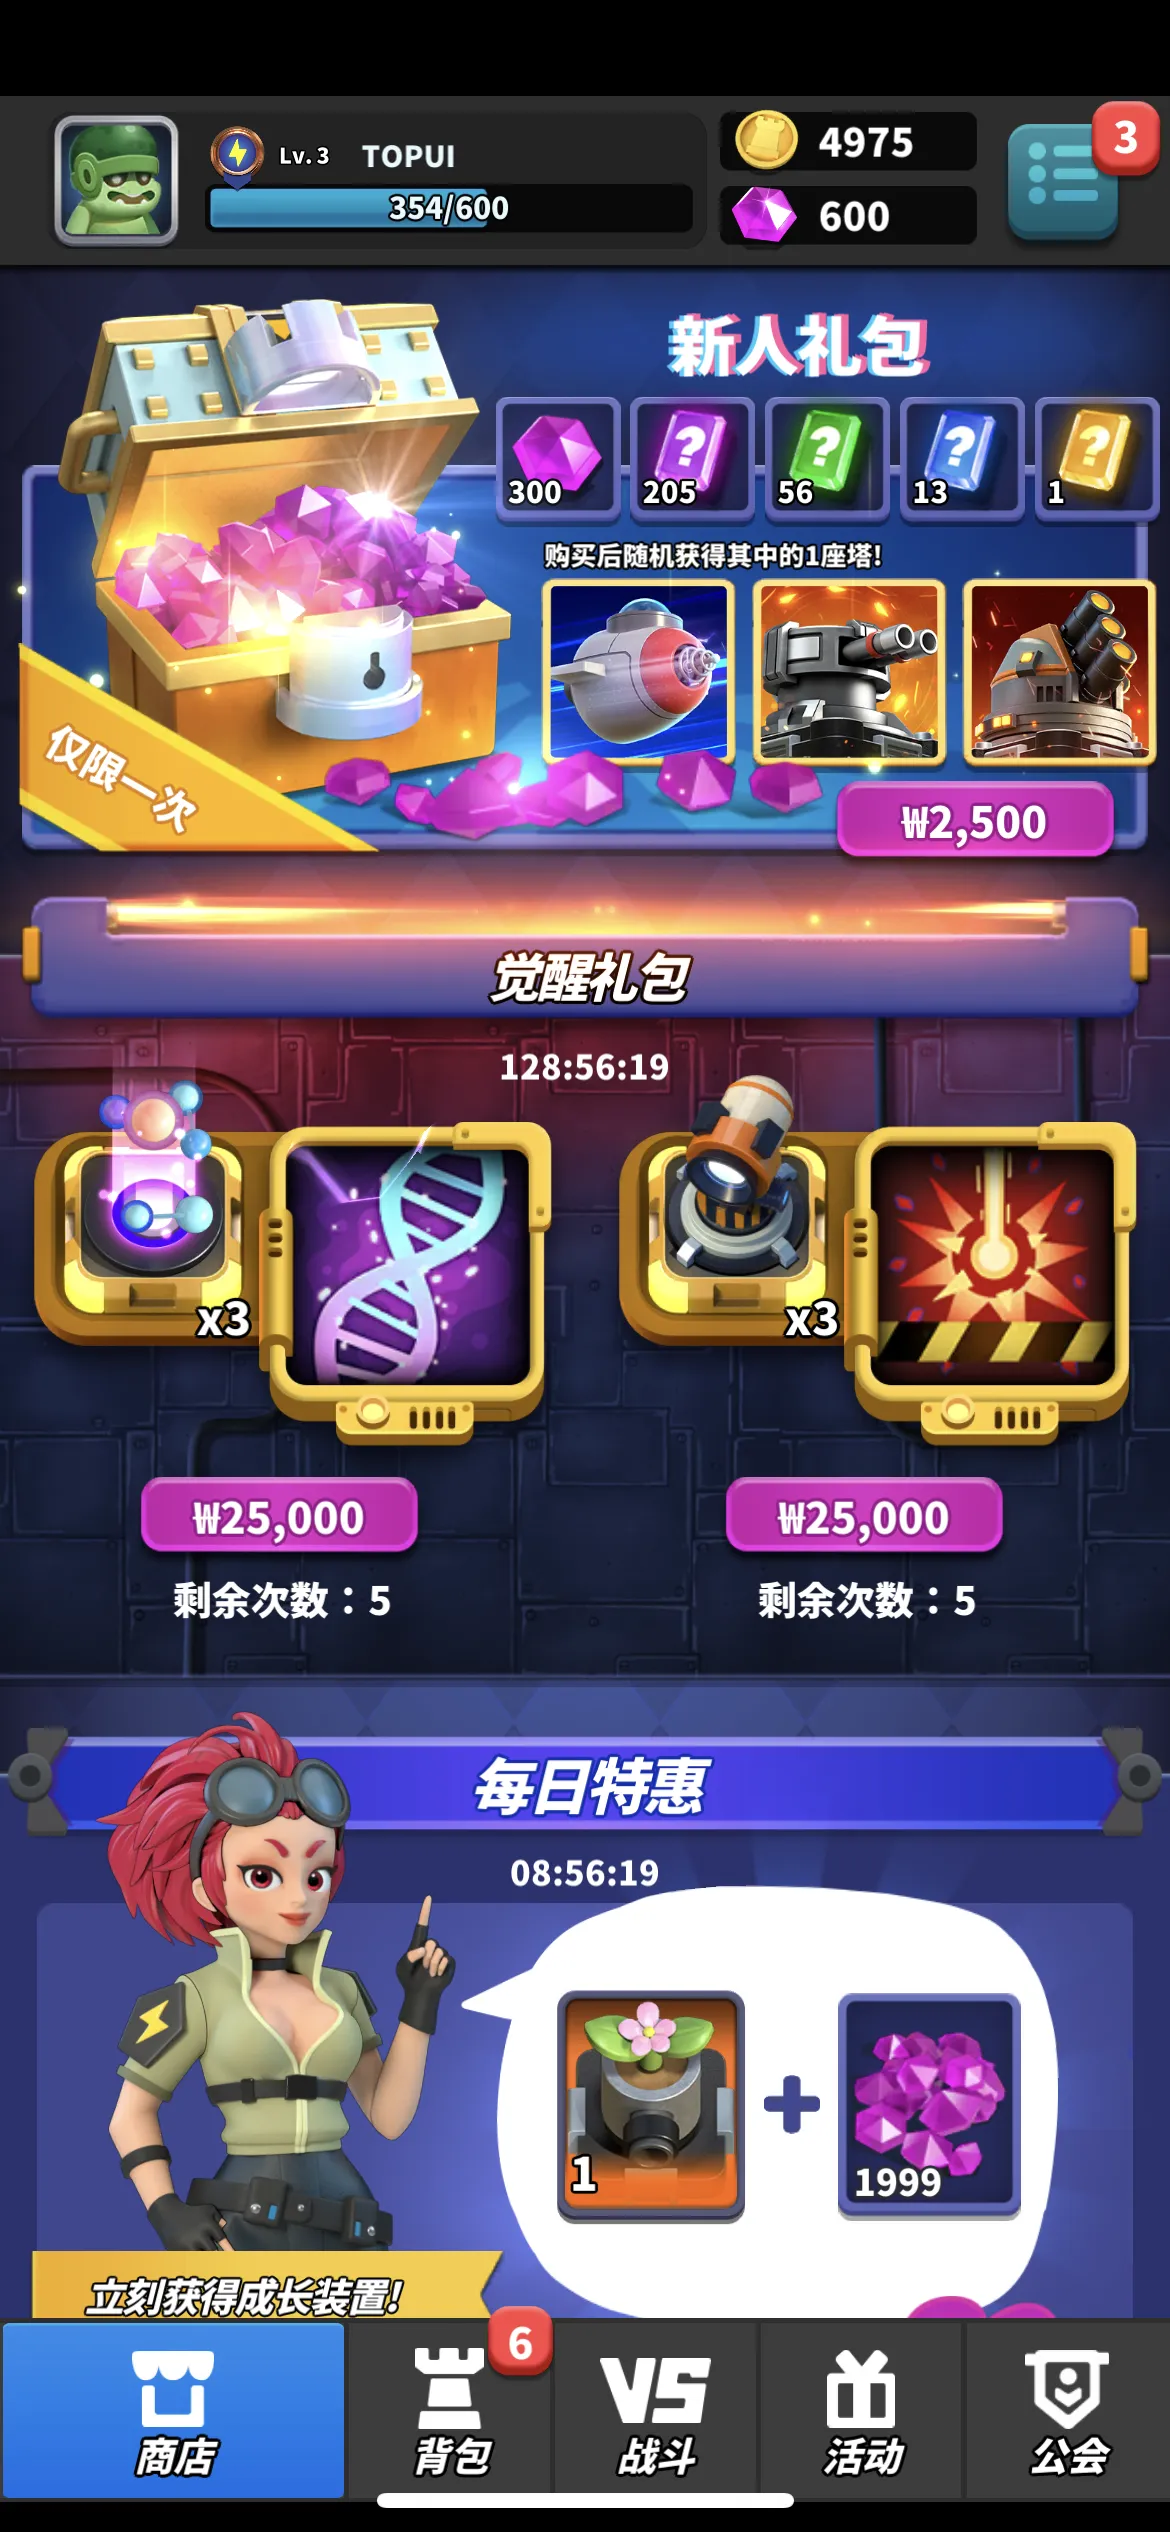 3
Lv. 3 TOPUI
4975
354/600
600
新人礼包
? ? ? ?
300 205 56 13 1
购买后随机获得其中的1座塔!
仅限一次
₩2,500
觉醒礼包
128:56:19
x3 x3
₩25,000 ₩25,000
剩余次数：5 剩余次数：5
每日特惠
08:56:19
1 1999
立刻获得成长装置!
6
VS
商店 背包 战斗 活动 公会